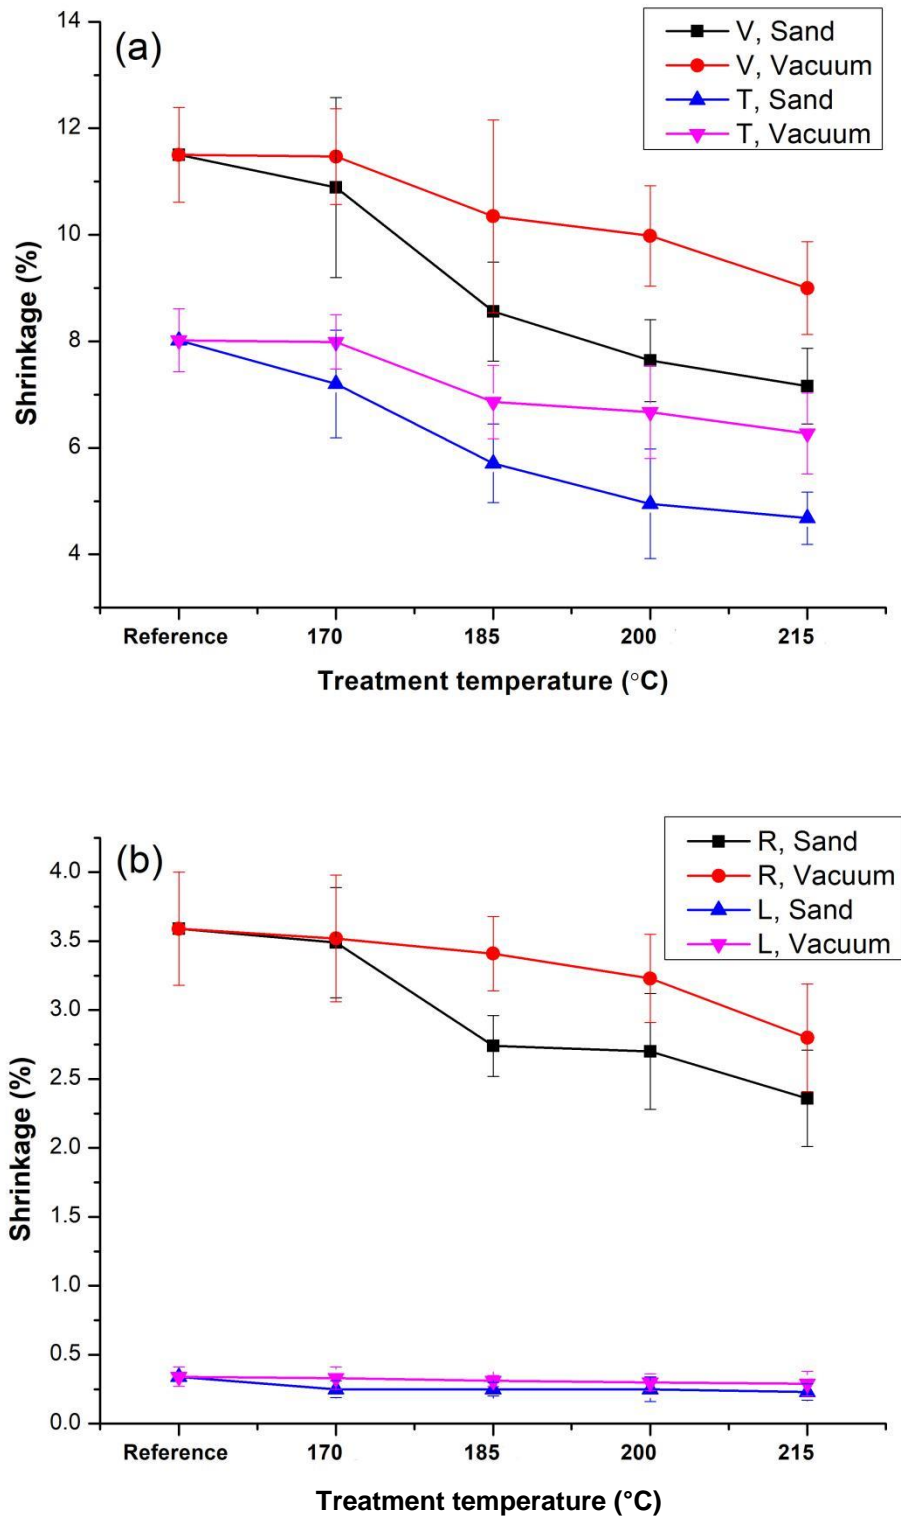 (a)
V, Sand
V, Vacuum
T, Sand
T, Vacuum
14
12
10
8
6
4
Shrinkage (%)
Reference 170 185 200 215
Treatment temperature (°C)
(b)
R, Sand
R, Vacuum
L, Sand
L, Vacuum
4.0
3.5
3.0
2.5
2.0
1.5
1.0
0.5
0.0
Shrinkage (%)
Reference 170 185 200 215
Treatment temperature (°C)